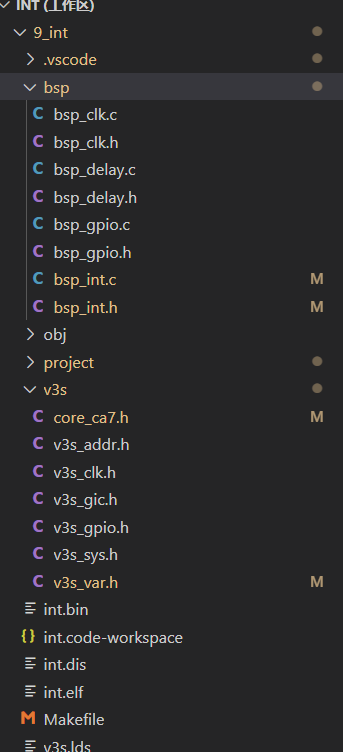 INT (工作区)
9_int
.vscode
bsp
C bsp_clk.c
C bsp_clk.h
C bsp_delay.c
C bsp_delay.h
C bsp_gpio.c
C bsp_gpio.h
C bsp_int.c M
C bsp_int.h M
obj
project
v3s
C core_ca7.h M
C v3s_addr.h
C v3s_clk.h
C v3s_gic.h
C v3s_gpio.h
C v3s_sys.h
C v3s_var.h M
int.bin
{} int.code-workspace
int.dis
int.elf
M Makefile
v3s.lds